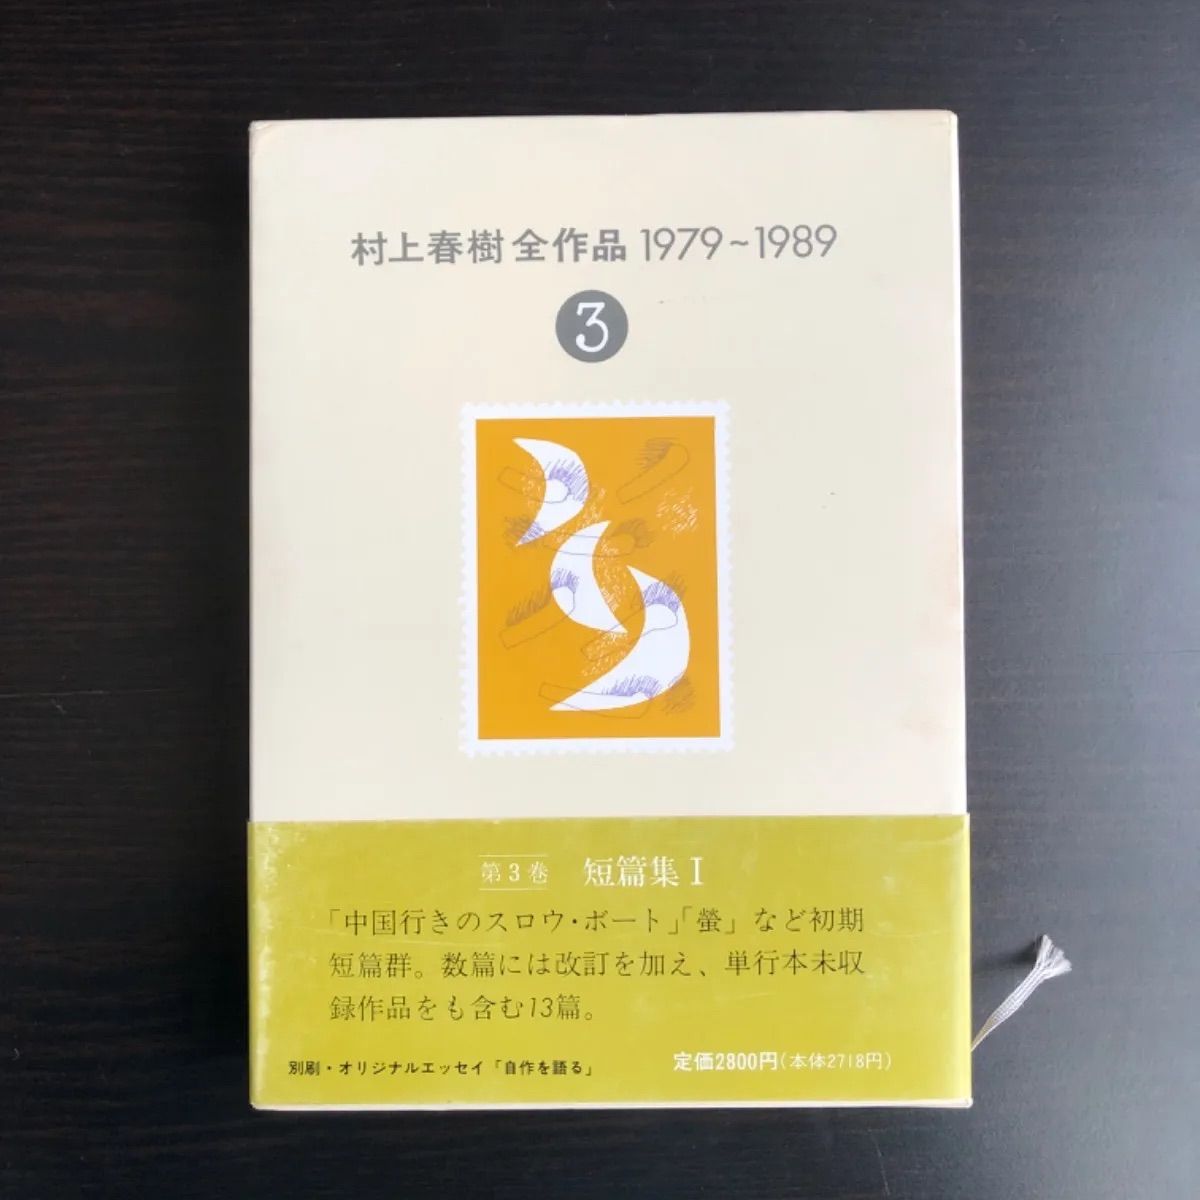 村上春樹 全作品 1979~1989
3
第3巻 短篇集 I
「中国行きのスロウ・ボート」「螢」など初期
短篇群。数篇には改訂を加え、単行本未収
録作品をも含む13篇。
別刷・オリジナルエッセイ「自作を語る」 定価2800円(本体2718円)